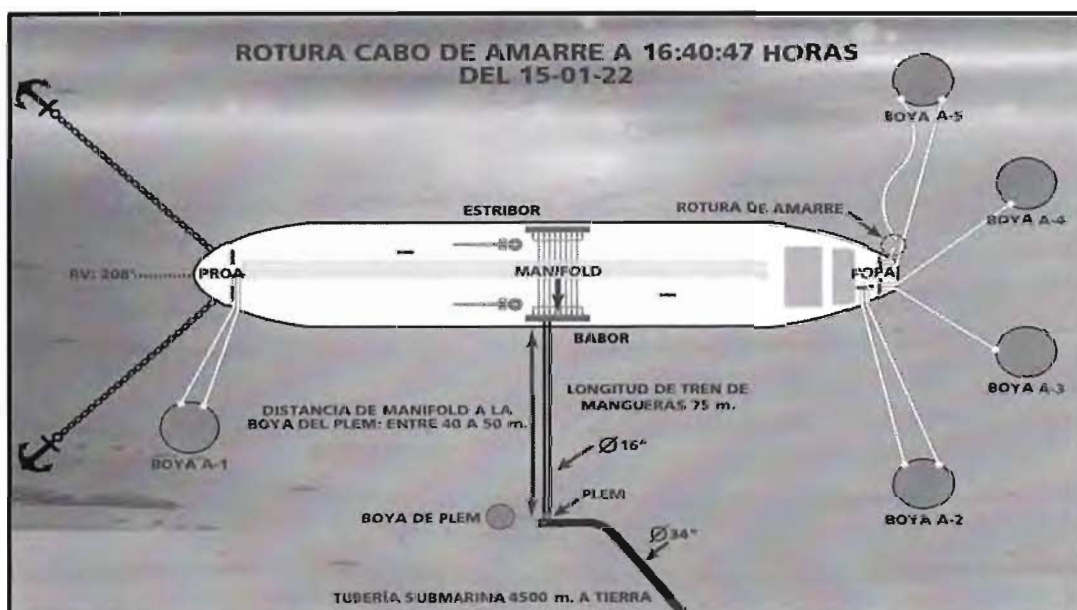 ROTURA CABO DE AMARRE A 16:40:47 HORAS
DEL 15-01-22
BOYA A-5
BOYA A-4
ROTURA DE AMARRE
ESTRIBOR
RV: 208°
PROA
MANIFOLD
POPA
BABOR
BOYA A-3
LONGITUD DE TREN DE
MANGUERAS 75 m.
DISTANCIA DE MANIFOLD A LA
BOYA DEL PLEM: ENTRE 40 A 50 m.
Ø 16"
BOYA A-1
PLEM
BOYA A-2
BOYA DE PLEM
Ø 34"
TUBERÍA SUBMARINA 4500 m. A TIERRA